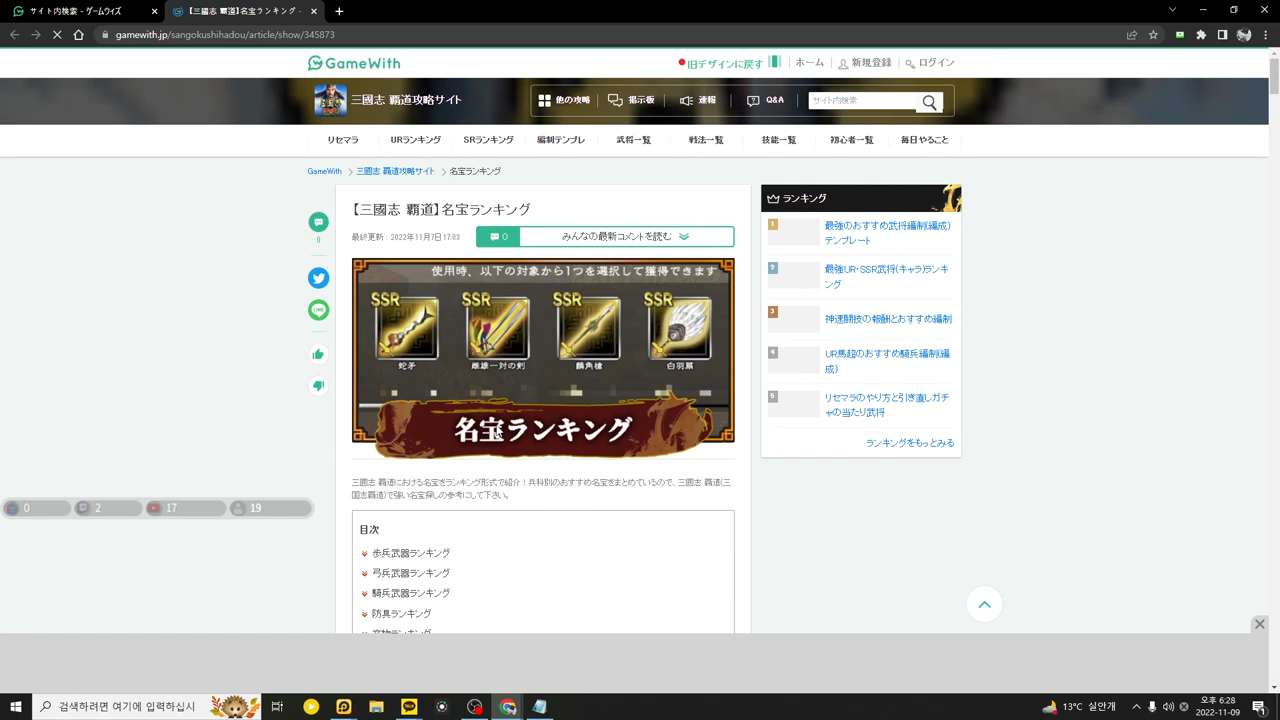 サイト内検索 - ゲームウィズ(
名宝ランキング - ゲームウィズ(Ga
gamewith.jp/sangokushihadou/article/show/345873
GameWith
旧デザインに戻す
ホーム
新規登録
ログイン
三國志 覇道攻略サイト
他の攻略
掲示板
速報
Q&A
サイト内検索
リセマラ
URランキング
SRランキング
編制テンプレ
武将一覧
戦法一覧
技能一覧
初心者一覧
毎日やること
GameWith
三國志 覇道攻略サイト
名宝ランキング
【三國志 覇道】名宝ランキング
最終更新 : 2022年11月7日17:03
0
みんなの最新コメントを読む
0
LINE
使用時、以下の対象から1つを選択して獲得できます
SSR SSR SSR SSR
蛇矛 雌雄一対の剣 麟角槍 白羽扇
名宝ランキング
三國志 覇道における名宝をランキング形式で紹介！兵科別のおすすめ名宝をまとめているので、三國志 覇道(三
国志覇道)で強い名宝探しの参考にして下さい。
目次
歩兵武器ランキング
弓兵武器ランキング
騎兵武器ランキング
防具ランキング
文物ランキング
ランキング
1
最強のおすすめ武将編制(編成)
テンプレート
2
最強UR・SSR武将(キャラ)ランキ
ング
3
神速闘技の報酬とおすすめ編制
4
UR馬超のおすすめ騎兵編制(編
成)
5
リセマラのやり方と引き直しガチ
ャの当たり武将
ランキングをもっとみる
0
2
17
19
검색하려면 여기에 입력하십시
13°C 실안개
오후 6:28
2022-11-09
1